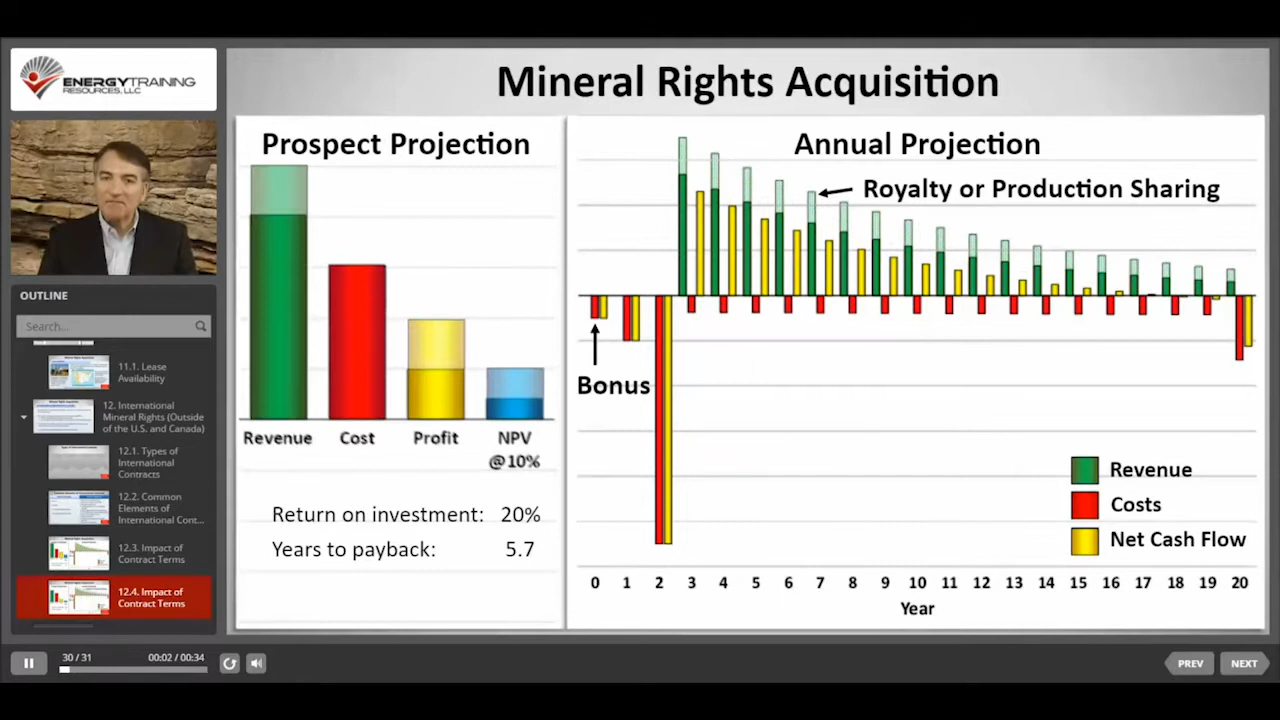 ENERGYTRAINING
RESOURCES, LLC
OUTLINE
Search...
11.1. Lease
Availability
12. International
Mineral Rights (Outside
of the U.S. and Canada)
12.1. Types of
International
Contracts
12.2. Common
Elements of
International Cont...
12.3. Impact of
Contract Terms
12.4. Impact of
Contract Terms
Mineral Rights Acquisition
Prospect Projection
Revenue Cost Profit NPV
@10%
Return on investment: 20%
Years to payback: 5.7
Annual Projection
Royalty or Production Sharing
Bonus
Revenue
Costs
Net Cash Flow
0 1 2 3 4 5 6 7 8 9 10 11 12 13 14 15 16 17 18 19 20
Year
30 / 31
00:02 / 00:34
PREV
NEXT